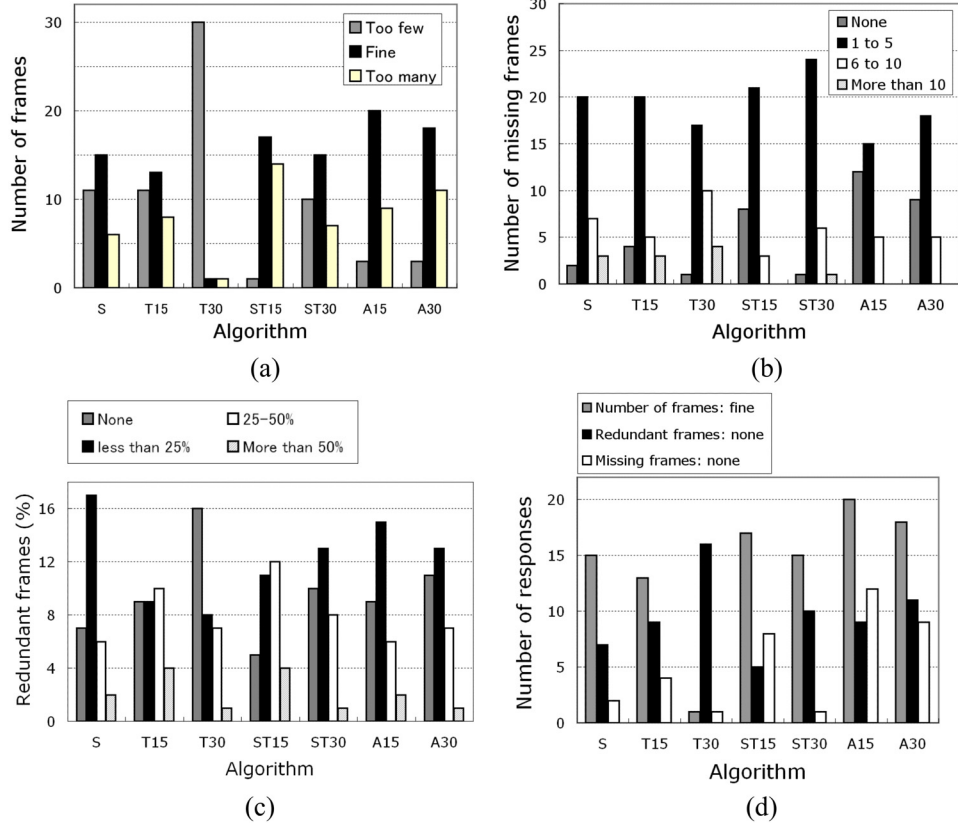 30
25
20
15
10
5
0
Number of frames
Too few
Fine
Too many
S T15 T30 ST15 ST30 A15 A30
Algorithm
(a)
30
25
20
15
10
5
0
Number of missing frames
None
1 to 5
6 to 10
More than 10
S T15 T30 ST15 ST30 A15 A30
Algorithm
(b)
None 25-50%
less than 25% More than 50%
16
12
8
4
0
Redundant frames (%)
S T15 T30 ST15 ST30 A15 A30
Algorithm
(c)
Number of frames: fine
Redundant frames: none
Missing frames: none
20
15
10
5
0
Number of responses
S T15 T30 ST15 ST30 A15 A30
Algorithm
(d)